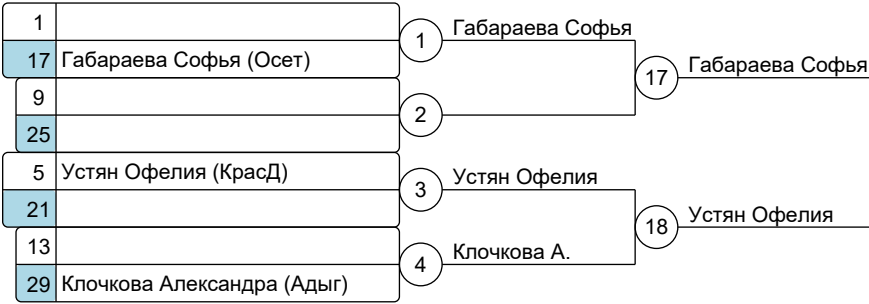 1
Габараева Софья
17 Габараева Софья (Осет)
1
Габараева Софья
17
9
2
25
5 Устян Офелия (КрасД)
Устян Офелия
3
21
Устян Офелия
18
13
Клочкова А.
4
29 Клочкова Александра (Адыг)